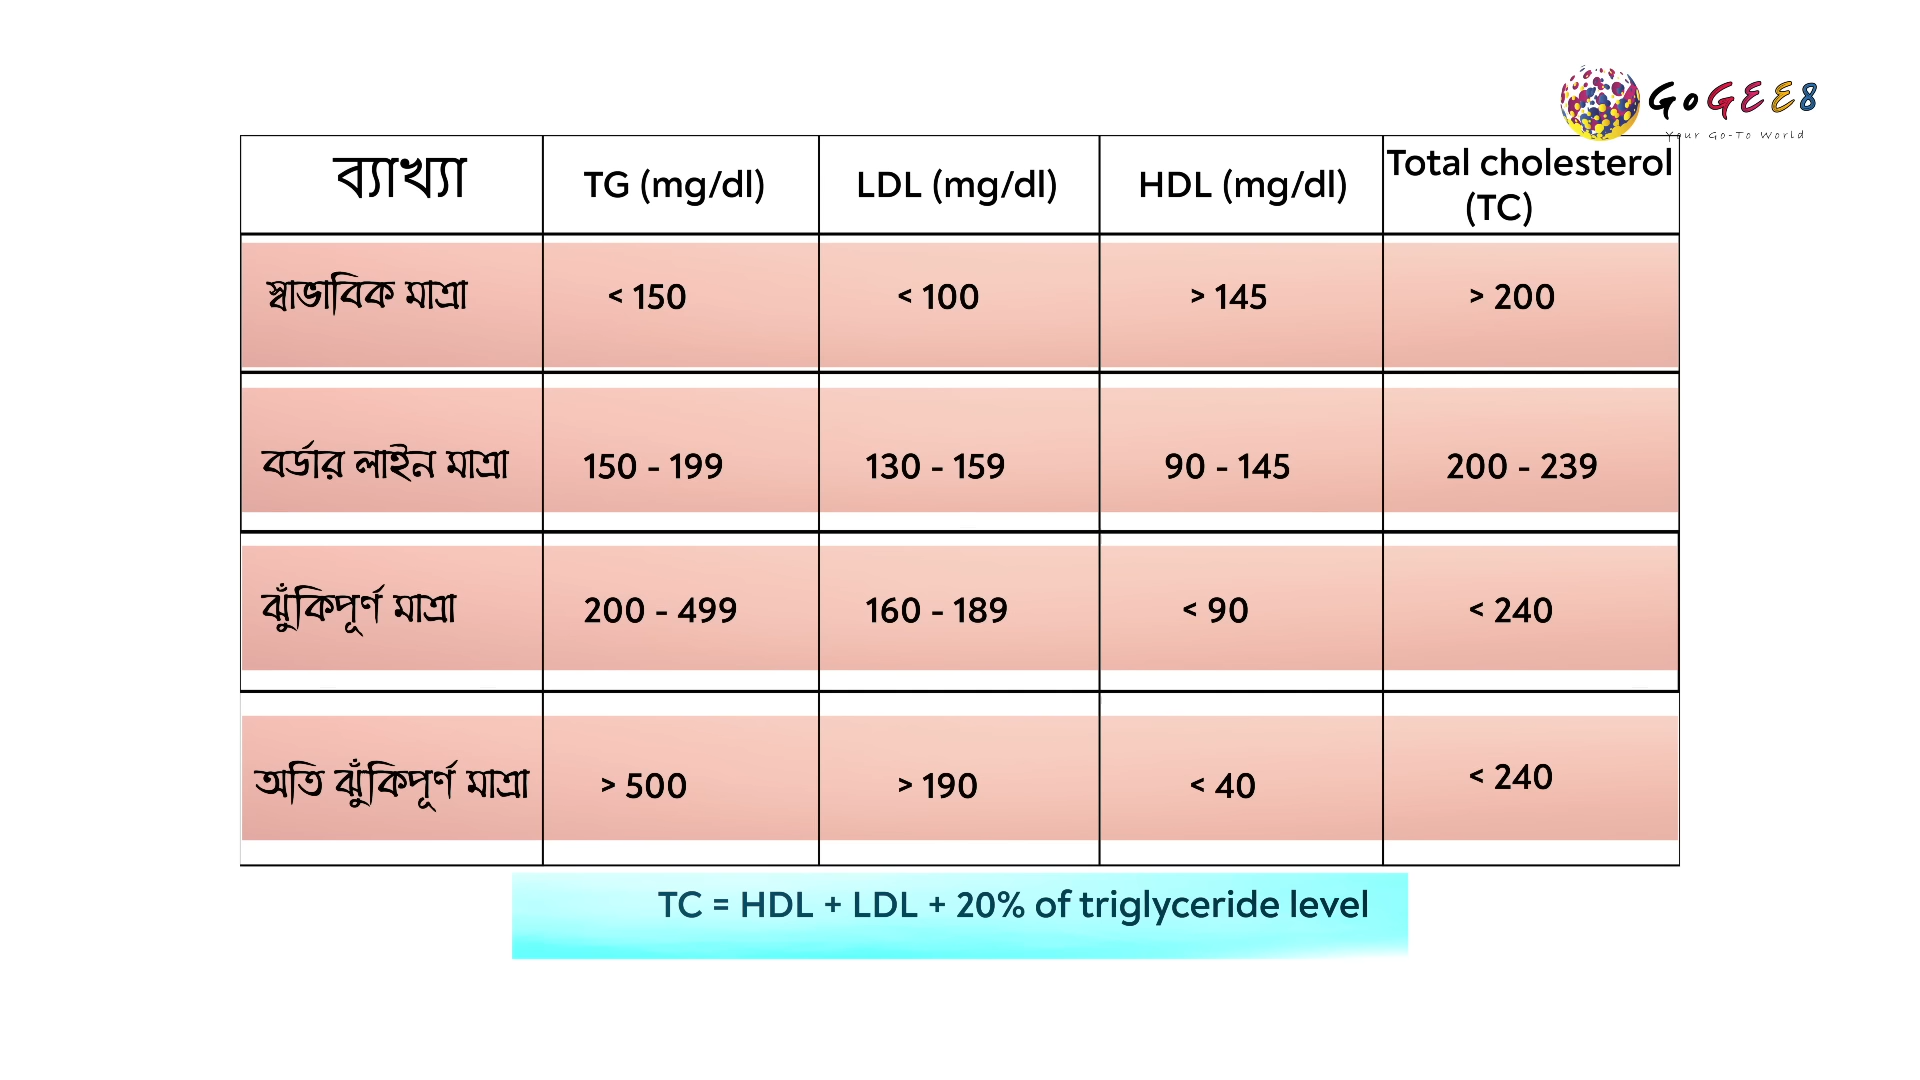 GoGEE8
Your Go-To World
ব্যাখ্যা TG (mg/dl) LDL (mg/dl) HDL (mg/dl) Total cholesterol
(TC)
স্বাভাবিক মাত্রা < 150 < 100 > 145 > 200
বর্ডার লাইন মাত্রা 150 - 199 130 - 159 90 - 145 200 - 239
ঝুঁকিপূর্ণ মাত্রা 200 - 499 160 - 189 < 90 < 240
অতি ঝুঁকিপূর্ণ মাত্রা > 500 > 190 < 40 < 240
TC = HDL + LDL + 20% of triglyceride level